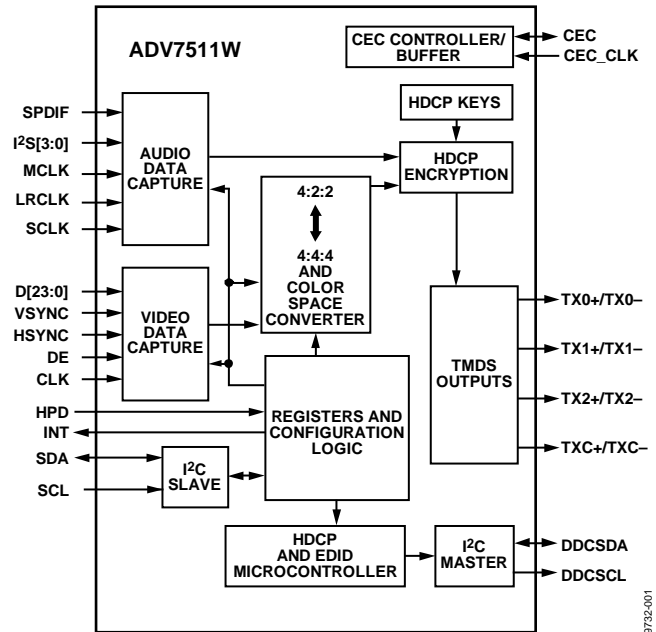 ADV7511W
CEC CONTROLLER/
BUFFER
CEC
CEC_CLK
HDCP KEYS
HDCP
ENCRYPTION
SPDIF
I2S[3:0]
MCLK
LRCLK
SCLK
AUDIO
DATA
CAPTURE
4:2:2
4:4:4
AND
COLOR
SPACE
CONVERTER
D[23:0]
VSYNC
HSYNC
DE
CLK
VIDEO
DATA
CAPTURE
TMDS
OUTPUTS
TX0+/TX0–
TX1+/TX1–
TX2+/TX2–
TXC+/TXC–
HPD
INT
SDA
SCL
REGISTERS AND
CONFIGURATION
LOGIC
I2C
SLAVE
HDCP
AND EDID
MICROCONTROLLER
I2C
MASTER
DDCSDA
DDCSCL
9732-001